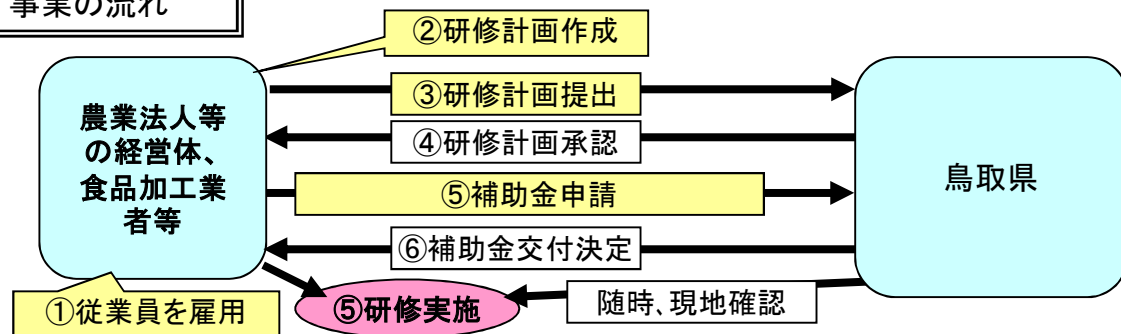 事業の流れ
②研修計画作成
③研修計画提出
農業法人等
の経営体、
食品加工業
者等
④研修計画承認
鳥取県
⑤補助金申請
⑥補助金交付決定
①従業員を雇用
⑤研修実施
随時、現地確認